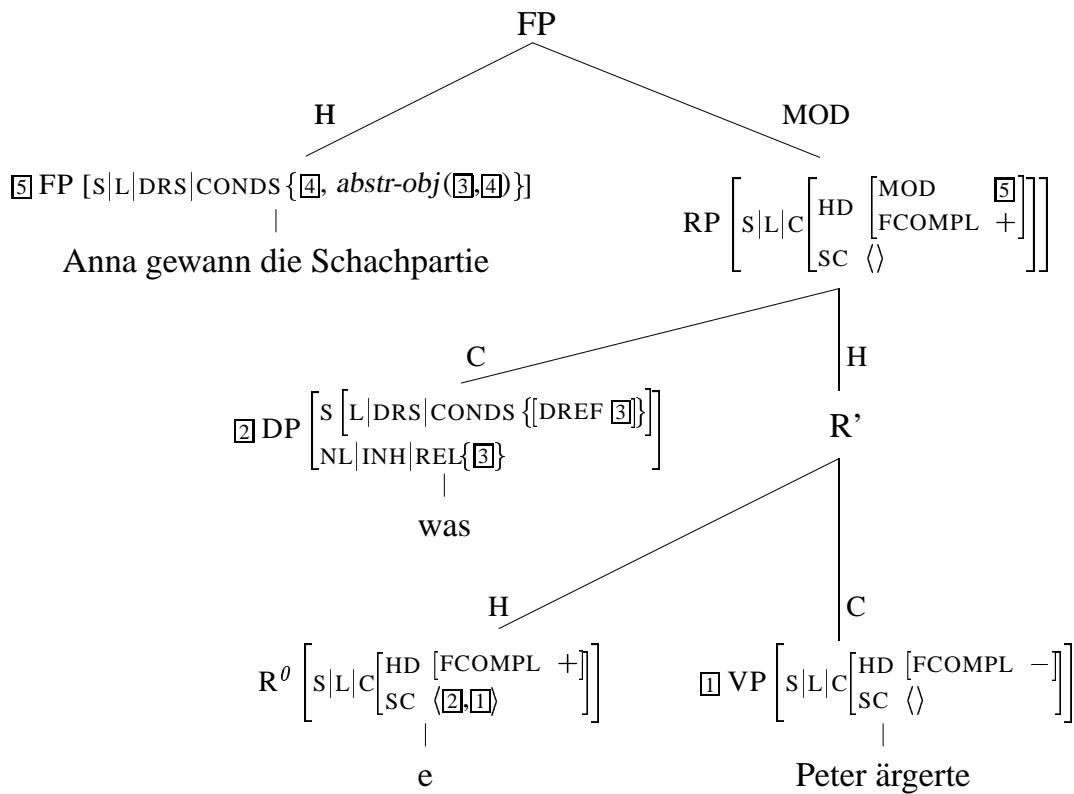 FP
H MOD
5 FP [S|L|DRS|CONDS {4, abstr-obj(3,4)}]
Anna gewann die Schachpartie
RP [S|L|C [HD [MOD 5
FCOMPL +]
SC ⟨⟩]]
C H
2 DP [S [L|DRS|CONDS {[DREF 3]}]
NL|INH|REL{3}]
was
R’
H C
R⁰ [S|L|C [HD [FCOMPL +]
SC ⟨2,1⟩]]
e
1 VP [S|L|C [HD [FCOMPL −]
SC ⟨⟩]]
Peter ärgerte